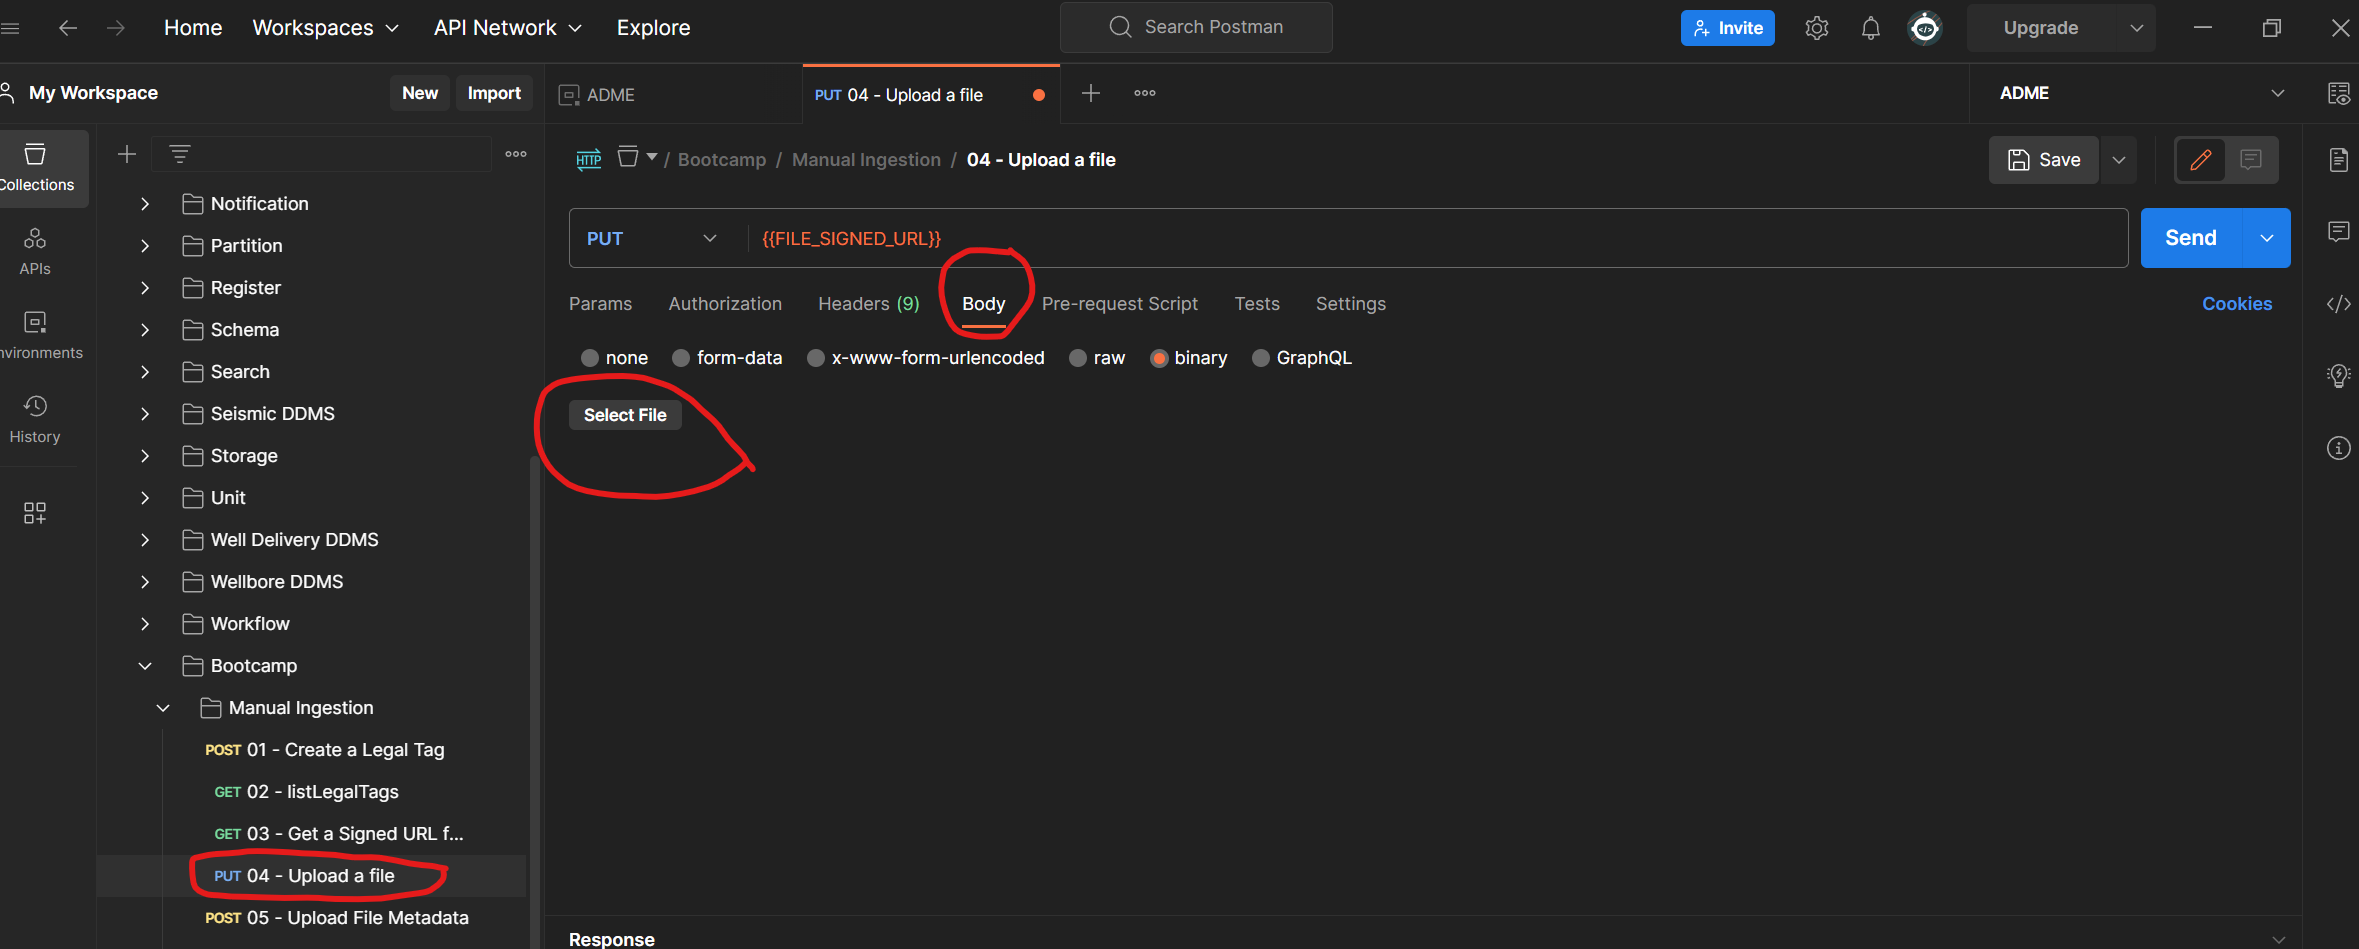 Home Workspaces API Network Explore Search Postman Invite Upgrade
My Workspace New Import ADME PUT 04 - Upload a file ADME
Collections
APIs
nvironments
History
Notification
Partition
Register
Schema
Search
Seismic DDMS
Storage
Unit
Well Delivery DDMS
Wellbore DDMS
Workflow
Bootcamp
Manual Ingestion
POST 01 - Create a Legal Tag
GET 02 - listLegalTags
GET 03 - Get a Signed URL f...
PUT 04 - Upload a file
POST 05 - Upload File Metadata
HTTP / Bootcamp / Manual Ingestion / 04 - Upload a file Save
PUT {{FILE_SIGNED_URL}} Send
Params Authorization Headers (9) Body Pre-request Script Tests Settings Cookies
none form-data x-www-form-urlencoded raw binary GraphQL
Select File
Response